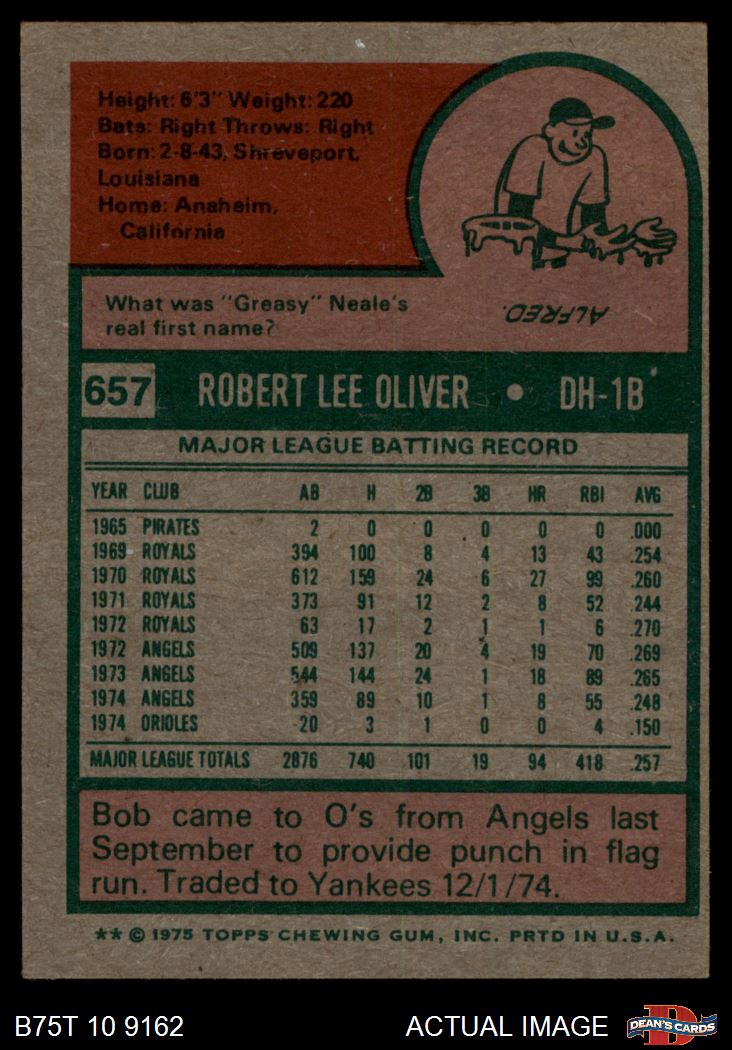 Height: 6'3" Weight: 220
Bats: Right Throws: Right
Born: 2-8-43, Shreveport,
Louisiana
Home: Anaheim,
California
What was "Greasy" Neale's
real first name?
ALFRED.
657 ROBERT LEE OLIVER • DH-1B
MAJOR LEAGUE BATTING RECORD
YEAR CLUB AB H 2B 3B HR RBI AVG
1965 PIRATES 2 0 0 0 0 0 .000
1969 ROYALS 394 100 8 4 13 43 .254
1970 ROYALS 612 159 24 6 27 99 .260
1971 ROYALS 373 91 12 2 8 52 .244
1972 ROYALS 63 17 2 1 1 6 .270
1972 ANGELS 509 137 20 4 19 70 .269
1973 ANGELS 544 144 24 1 18 89 .265
1974 ANGELS 359 89 10 1 8 55 .248
1974 ORIOLES 20 3 1 0 0 4 .150
MAJOR LEAGUE TOTALS 2876 740 101 19 94 418 .257
Bob came to O's from Angels last
September to provide punch in flag
run. Traded to Yankees 12/1/74.
** © 1975 TOPPS CHEWING GUM, INC. PRTD IN U.S.A.
B75T 10 9162 ACTUAL IMAGE DEAN'S CARDS